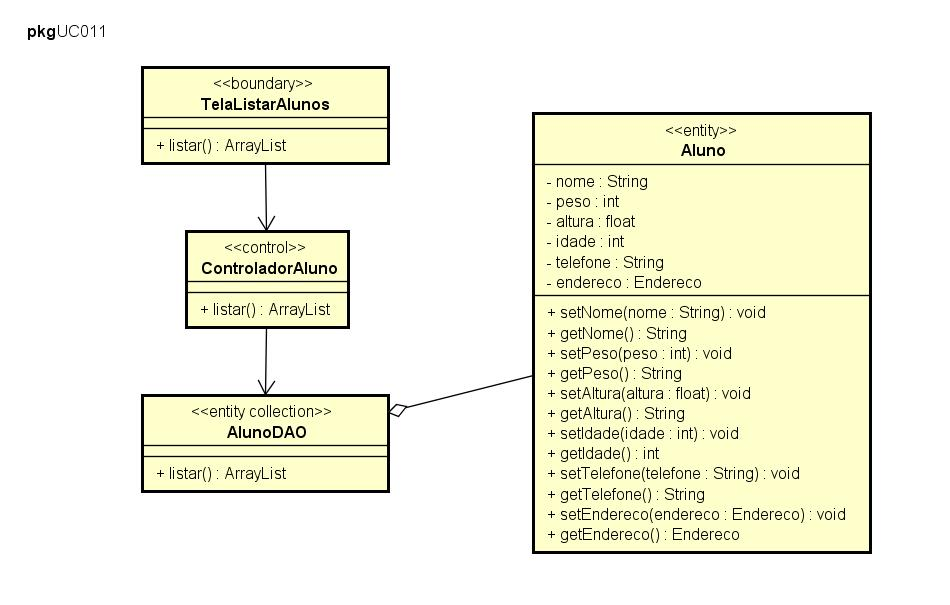 pkgUC011
<<boundary>>
TelaListarAlunos
+ listar() : ArrayList
<<control>>
ControladorAluno
+ listar() : ArrayList
<<entity collection>>
AlunoDAO
+ listar() : ArrayList
<<entity>>
Aluno
- nome : String
- peso : int
- altura : float
- idade : int
- telefone : String
- endereco : Endereco
+ setNome(nome : String) : void
+ getNome() : String
+ setPeso(peso : int) : void
+ getPeso() : String
+ setAltura(altura : float) : void
+ getAltura() : String
+ setIdade(idade : int) : void
+ getIdade() : int
+ setTelefone(telefone : String) : void
+ getTelefone() : String
+ setEndereco(endereco : Endereco) : void
+ getEndereco() : Endereco